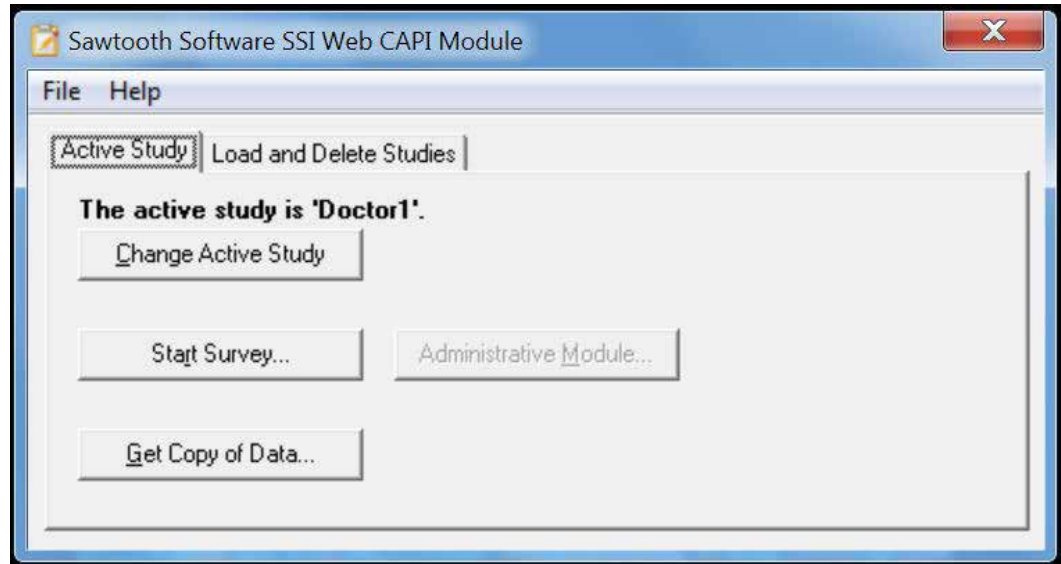 Sawtooth Software SSI Web CAPI Module
File Help
Active Study Load and Delete Studies
The active study is 'Doctor1'.
Change Active Study
Start Survey... Administrative Module...
Get Copy of Data...